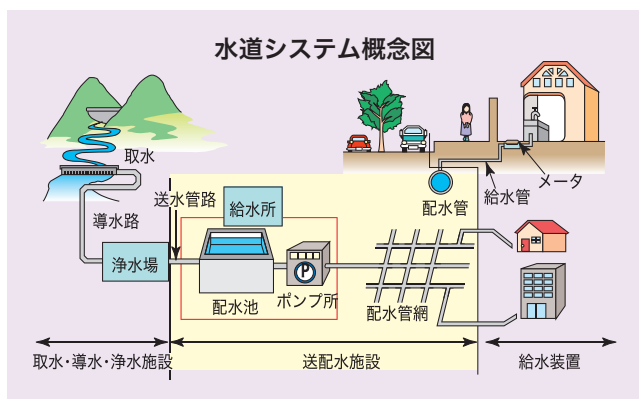 水道システム概念図
取水
導水路
浄水場
送水管路
給水所
配水池
ポンプ所
P
配水管網
配水管
給水管
メータ
取水・導水・浄水施設
送配水施設
給水装置